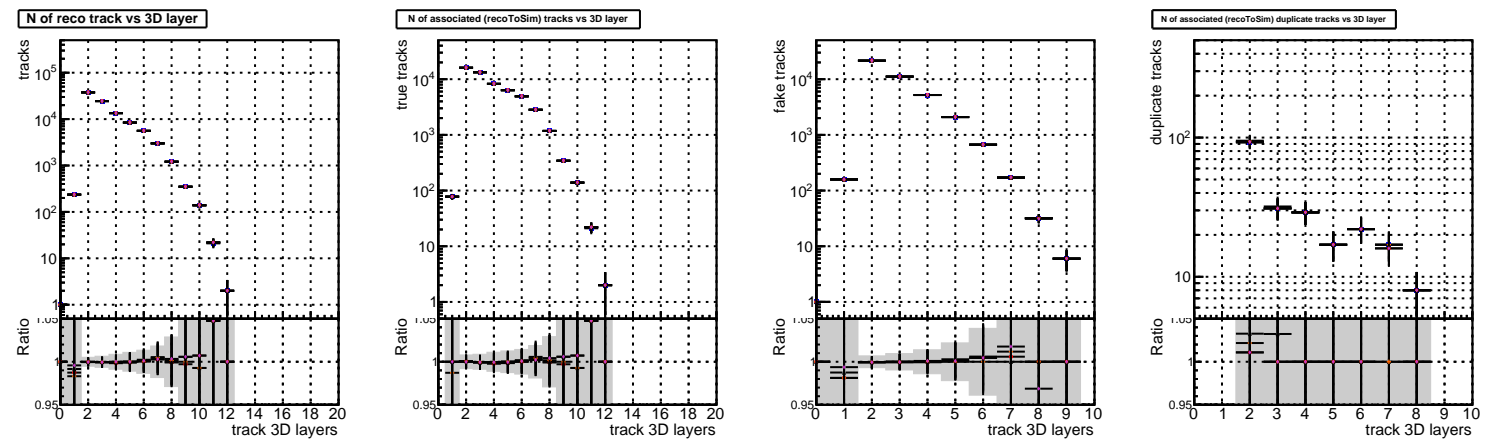 N of reco track vs 3D layer
tracks
10^5
10^4
10^3
10^2
10
1
Ratio
1.05
1
0.95
0 2 4 6 8 10 12 14 16 18 20
track 3D layers
N of associated (recoToSim) tracks vs 3D layer
true tracks
10^4
10^3
10^2
10
1
Ratio
1.05
1
0.95
0 2 4 6 8 10 12 14 16 18 20
track 3D layers
fake tracks
10^4
10^3
10^2
10
1
Ratio
1.05
1
0.95
0 1 2 3 4 5 6 7 8 9 10
track 3D layers
N of associated (recoToSim) duplicate tracks vs 3D layer
duplicate tracks
10^2
10
Ratio
1.05
1
0.95
0 1 2 3 4 5 6 7 8 9 10
track 3D layers